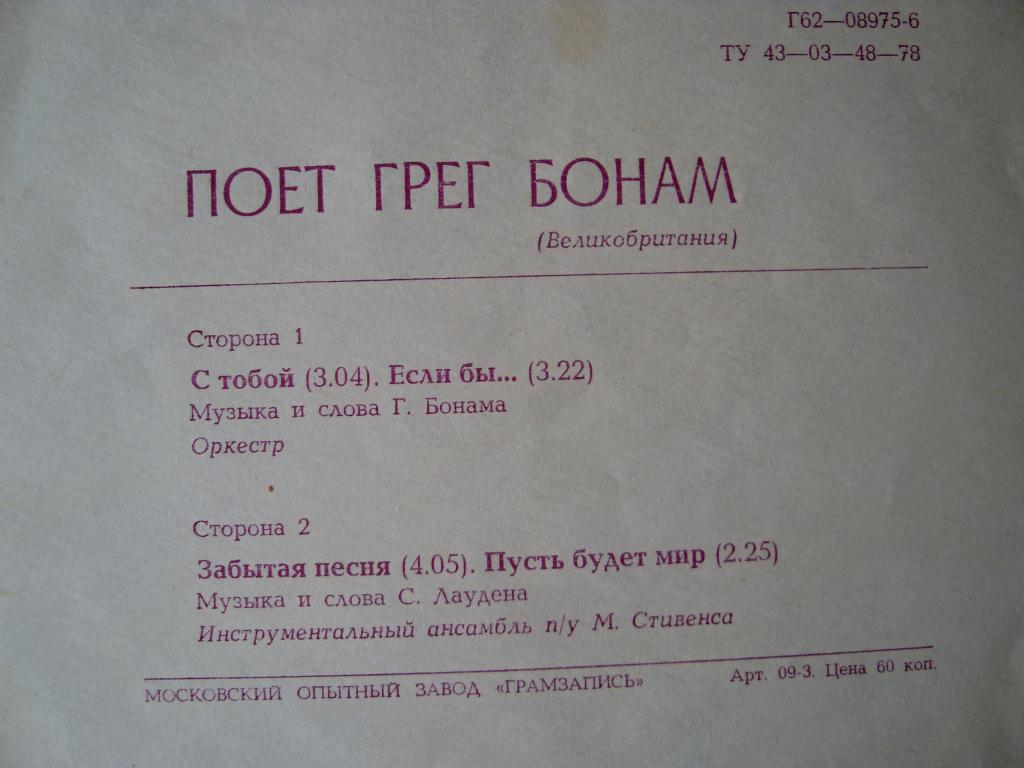 Г62—08975-6
ТУ 43—03—48—78
ПОЕТ ГРЕГ БОНАМ
(Великобритания)
Сторона 1
С тобой (3.04). Если бы... (3.22)
Музыка и слова Г. Бонама
Оркестр
Сторона 2
Забытая песня (4.05). Пусть будет мир (2.25)
Музыка и слова С. Лаудена
Инструментальный ансамбль п/у М. Стивенса
МОСКОВСКИЙ ОПЫТНЫЙ ЗАВОД «ГРАМЗАПИСЬ» Арт. 09-3. Цена 60 коп.